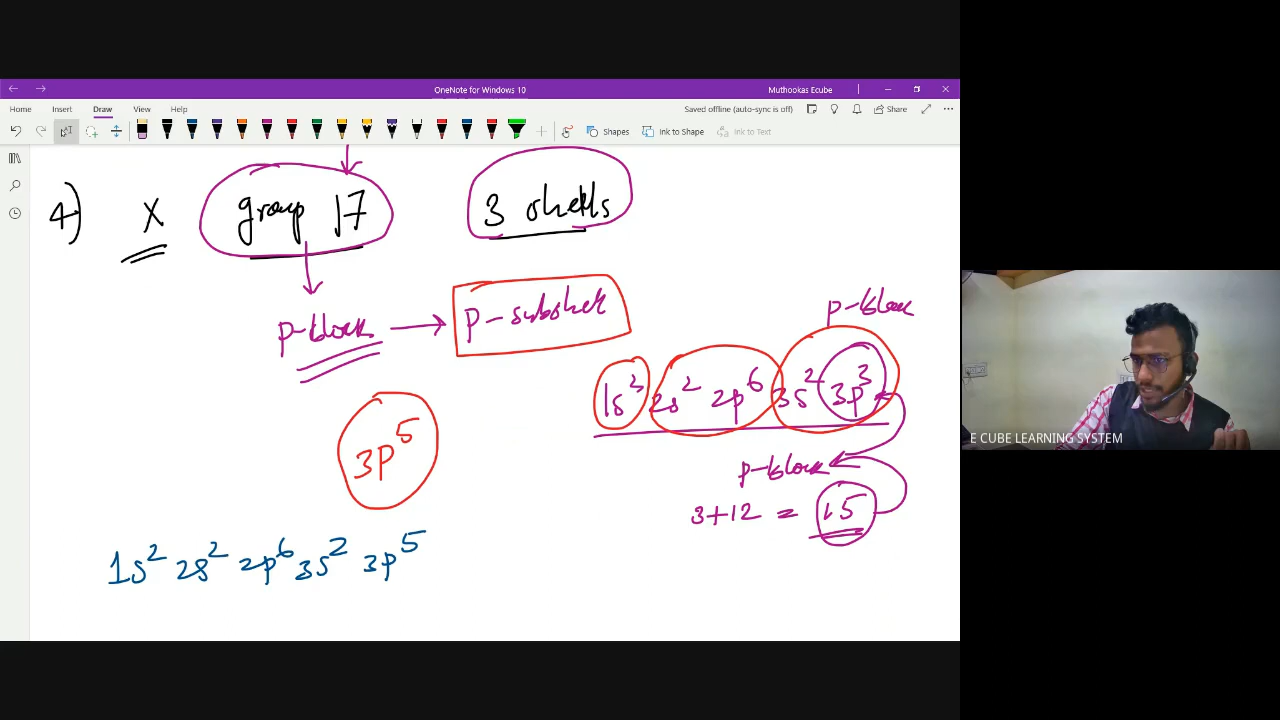 OneNote for Windows 10
Muthookas Ecube
Home Insert Draw View Help
Saved offline (auto-sync is off)
Share
Shapes
Ink to Shape
Ink to Text
4) X group 17 3 shells
p-block → p-subshell
p-block
1s² 2s² 2p⁶ 3s² 3p³
3p⁵
p-block
3+12 = 15
1s² 2s² 2p⁶ 3s² 3p⁵
E CUBE LEARNING SYSTEM